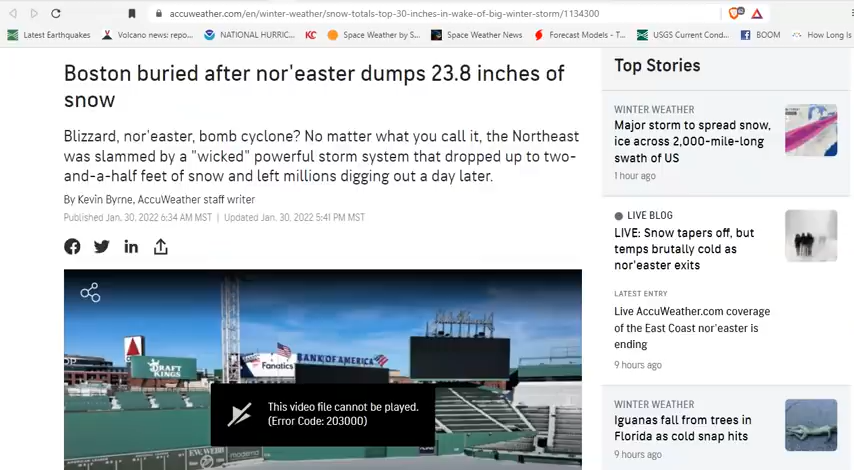 accuweather.com/en/winter-weather/snow-totals-top-30-inches-in-wake-of-big-winter-storm/1134300
Latest Earthquakes Volcano news: repo... NATIONAL HURRIC... KC Space Weather by S... Space Weather News Forecast Models - T... USGS Current Cond... BOOM How Long Is
Boston buried after nor'easter dumps 23.8 inches of
snow
Blizzard, nor'easter, bomb cyclone? No matter what you call it, the Northeast
was slammed by a "wicked" powerful storm system that dropped up to two-
and-a-half feet of snow and left millions digging out a day later.
By Kevin Byrne, AccuWeather staff writer
Published Jan. 30, 2022 6:34 AM MST | Updated Jan. 30, 2022 5:41 PM MST
DRAFT
KINGS
Fanatics
BANK OF AMERICA
This video file cannot be played.
(Error Code: 203000)
Top Stories
WINTER WEATHER
Major storm to spread snow,
ice across 2,000-mile-long
swath of US
1 hour ago
LIVE BLOG
LIVE: Snow tapers off, but
temps brutally cold as
nor'easter exits
LATEST ENTRY
Live AccuWeather.com coverage
of the East Coast nor'easter is
ending
9 hours ago
WINTER WEATHER
Iguanas fall from trees in
Florida as cold snap hits
9 hours ago